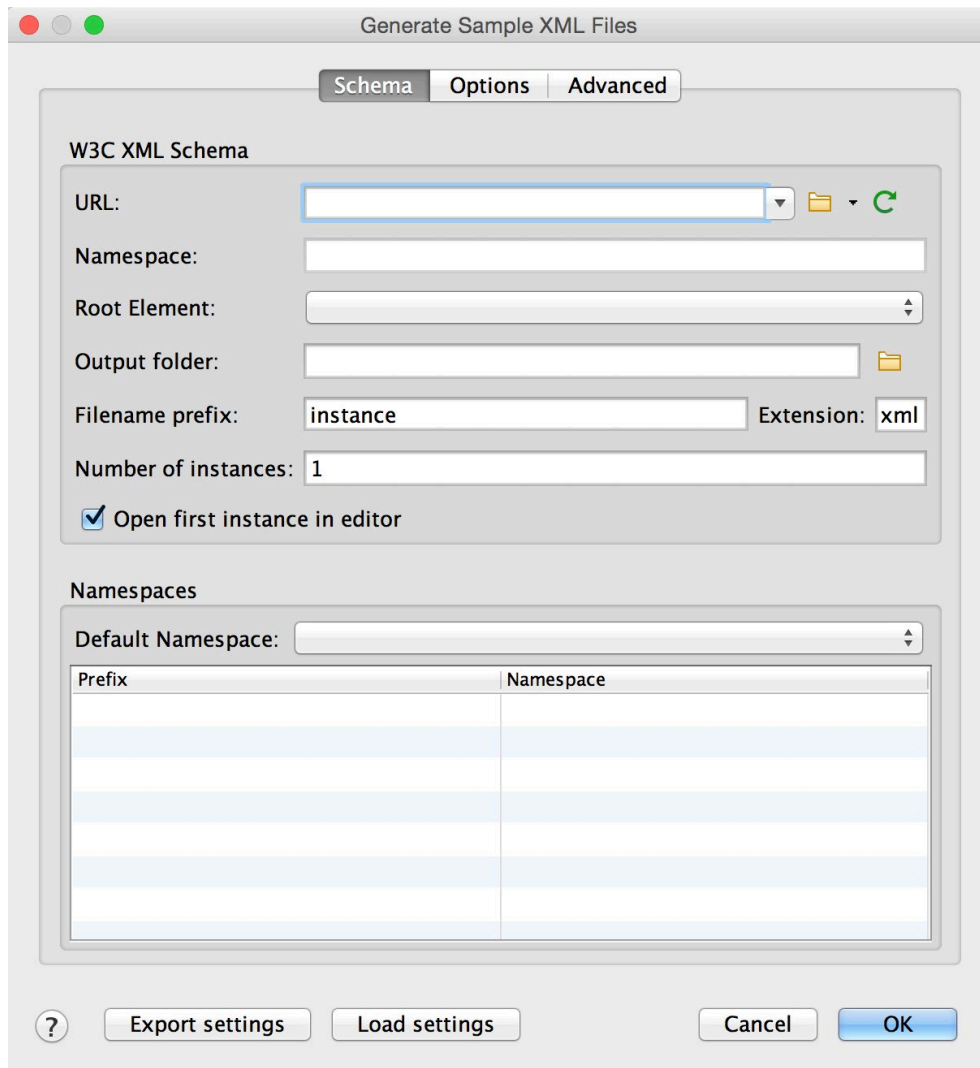 Generate Sample XML Files
Schema Options Advanced
W3C XML Schema
URL:
Namespace:
Root Element:
Output folder:
Filename prefix: instance Extension: xml
Number of instances: 1
Open first instance in editor
Namespaces
Default Namespace:
Prefix Namespace
? Export settings Load settings Cancel OK